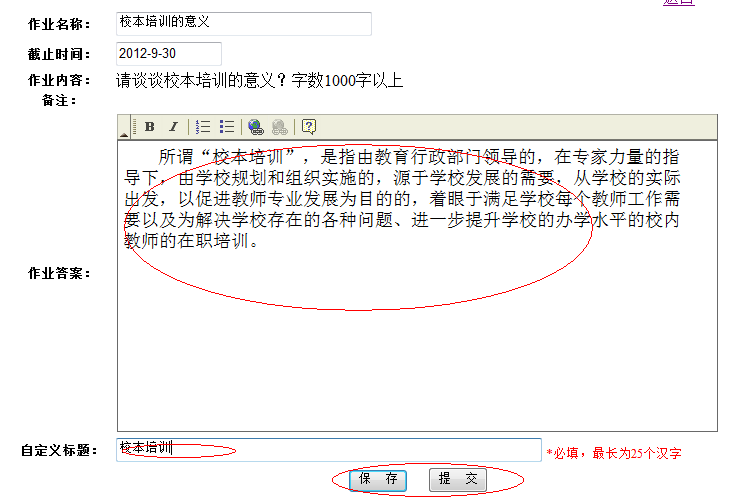 作业名称： 校本培训的意义
截止时间： 2012-9-30
作业内容： 请谈谈校本培训的意义？字数1000字以上
备注：
B I
所谓“校本培训”，是指由教育行政部门领导的，在专家力量的指
导下，由学校规划和组织实施的，源于学校发展的需要，从学校的实际
出发，以促进教师专业发展为目的的，着眼于满足学校每个教师工作需
要以及为解决学校存在的各种问题、进一步提升学校的办学水平的校内
教师的在职培训。
作业答案：
自定义标题： 校本培训 *必填，最长为25个汉字
保 存 提 交